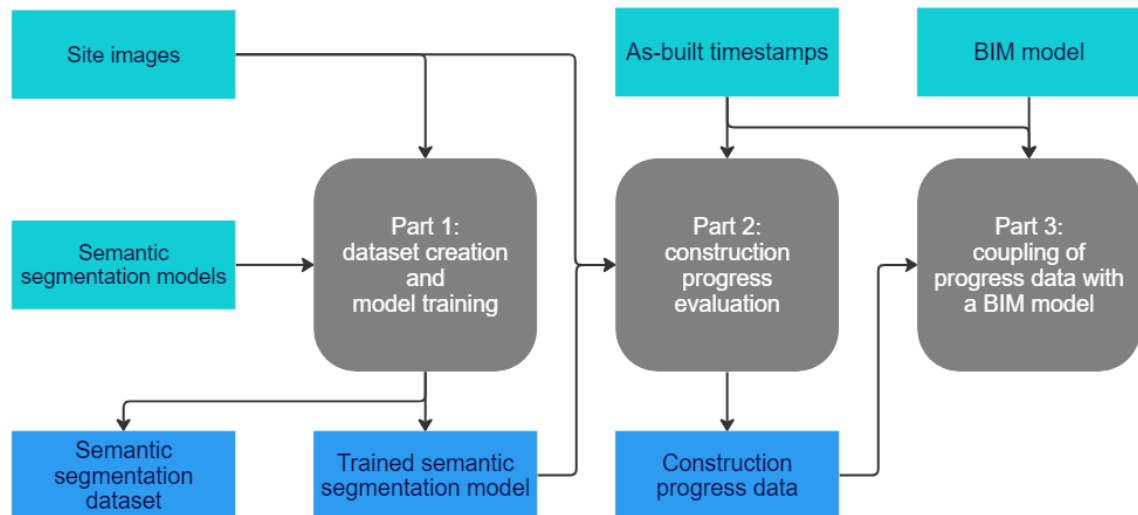 Site images
As-built timestamps
BIM model
Semantic
segmentation models
Part 1:
dataset creation
and
model training
Part 2:
construction
progress
evaluation
Part 3:
coupling of
progress data with
a BIM model
Semantic
segmentation
dataset
Trained semantic
segmentation model
Construction
progress data